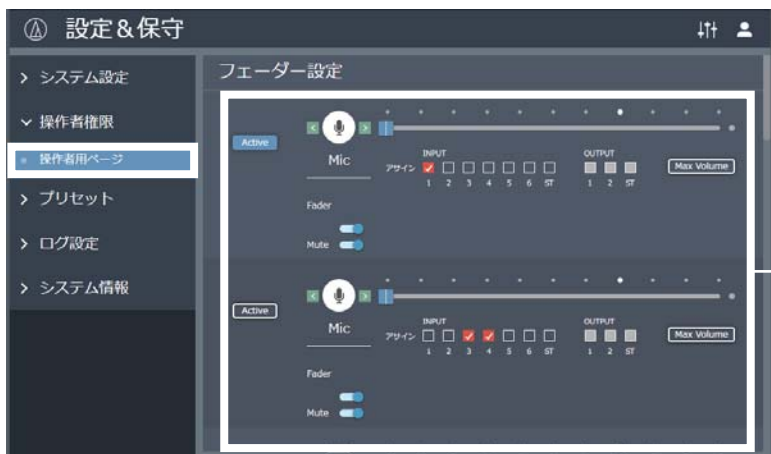 設定&保守
システム設定
操作者権限
操作者用ページ
プリセット
ログ設定
システム情報
フェーダー設定
Active
Mic
アサイン
INPUT
1 2 3 4 5 6 ST
OUTPUT
1 2 ST
Max Volume
Fader
Mute
Active
Mic
アサイン
INPUT
1 2 3 4 5 6 ST
OUTPUT
1 2 ST
Max Volume
Fader
Mute